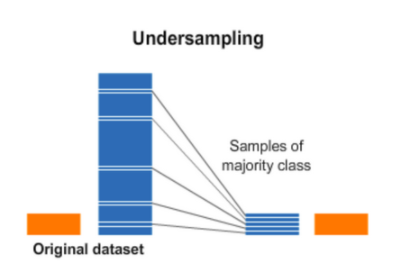 Undersampling
Samples of
majority class
Original dataset